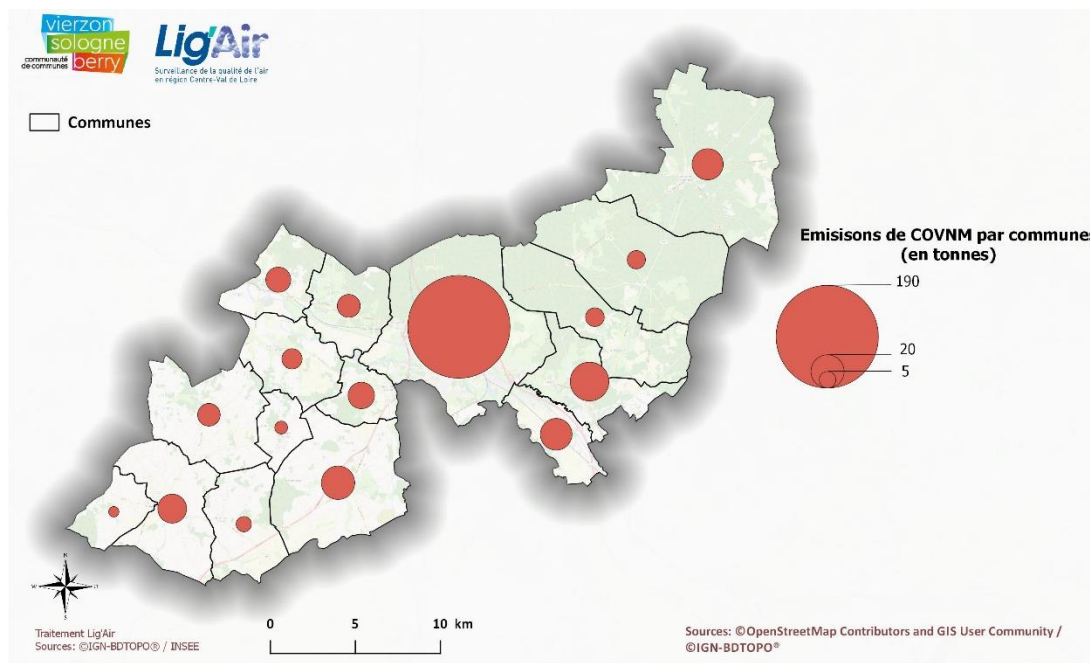 vierzon
sologne
communauté
de communes
berry
Lig'Air
Surveillance de la qualité de l'air
en région Centre-Val de Loire
Communes
Emisisons de COVNM par communes
(en tonnes)
190
20
5
N
W
S
0 5 10 km
Traitement Lig'Air
Sources: ©IGN-BDTOPO® / INSEE
Sources: ©OpenStreetMap Contributors and GIS User Community /
©IGN-BDTOPO®